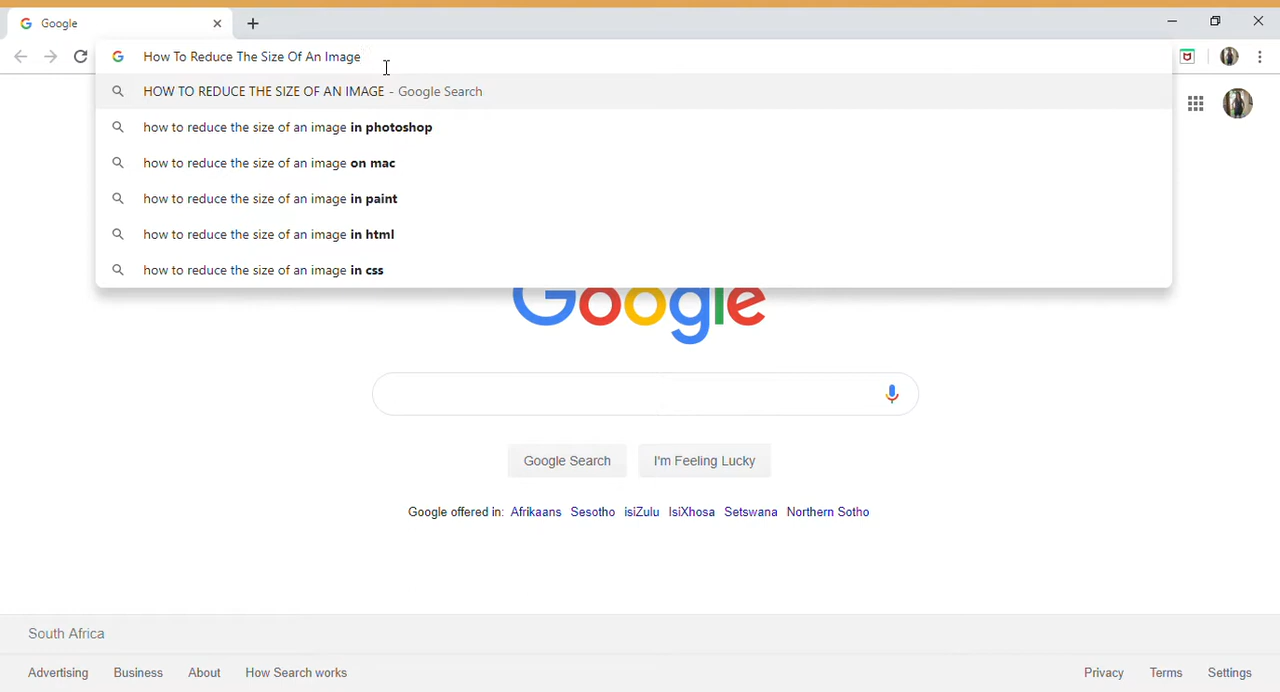 Google
How To Reduce The Size Of An Image
HOW TO REDUCE THE SIZE OF AN IMAGE - Google Search
how to reduce the size of an image in photoshop
how to reduce the size of an image on mac
how to reduce the size of an image in paint
how to reduce the size of an image in html
how to reduce the size of an image in css
Google
Google Search I'm Feeling Lucky
Google offered in: Afrikaans Sesotho isiZulu IsiXhosa Setswana Northern Sotho
South Africa
Advertising Business About How Search works Privacy Terms Settings